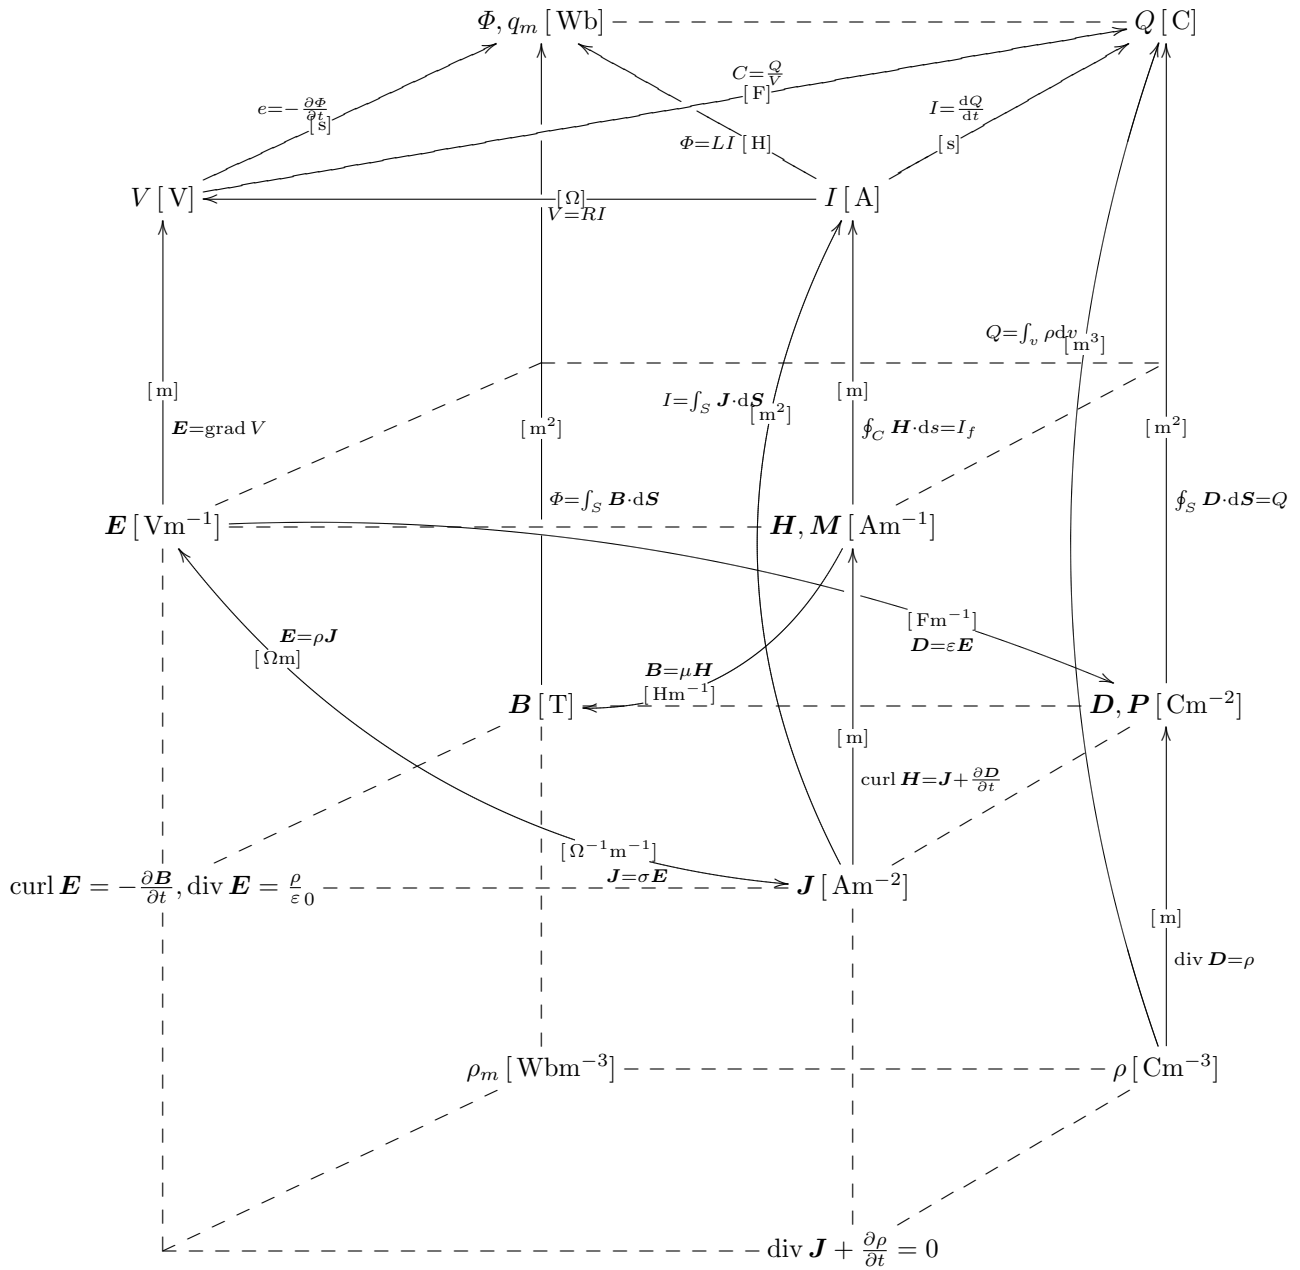 Φ, q_m [Wb]
Q [C]
C = Q/V
[F]
e = −∂Φ/∂t
[s]
I = dQ/dt
[s]
Φ = LI [H]
V [V]
[Ω]
V = RI
I [A]
Q = ∫_v ρdv
[m³]
[m]
E = grad V
[m²]
I = ∫_S J·dS
[m²]
[m]
∮_C H·ds = I_f
[m²]
Φ = ∫_S B·dS
∮_S D·dS = Q
E [Vm⁻¹]
H, M [Am⁻¹]
[Fm⁻¹]
D = εE
E = ρJ
[Ωm]
B = μH
[Hm⁻¹]
B [T]
D, P [Cm⁻²]
[m]
curl H = J + ∂D/∂t
[Ω⁻¹m⁻¹]
J = σE
curl E = −∂B/∂t, div E = ρ/ε₀
J [Am⁻²]
[m]
div D = ρ
ρ_m [Wbm⁻³]
ρ [Cm⁻³]
div J + ∂ρ/∂t = 0